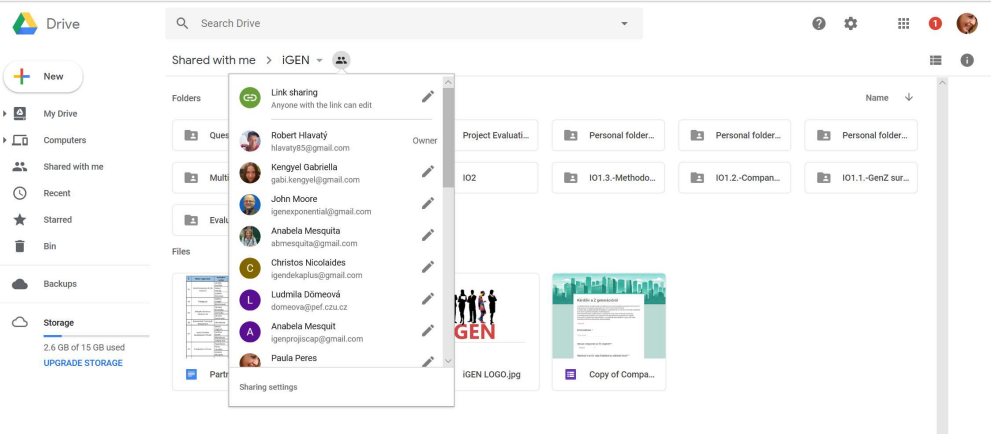 Drive
Search Drive
1
Shared with me > iGEN
New
My Drive
Computers
Shared with me
Recent
Starred
Bin
Backups
Storage
2.6 GB of 15 GB used
UPGRADE STORAGE
Folders
Name
Link sharing
Anyone with the link can edit
Robert Hlavatý
hlavaty85@gmail.com
Owner
Kengyel Gabriella
gabi.kengyel@gmail.com
John Moore
igenexponential@gmail.com
Anabela Mesquita
abmesquita@gmail.com
C
Christos Nicolaides
igendekaplus@gmail.com
L
Ludmila Dömeová
domeova@pef.czu.cz
A
Anabela Mesquit
igenprojiscap@gmail.com
Paula Peres
Sharing settings
Ques
Project Evaluati...
Personal folder...
Personal folder...
Personal folder...
Multi
IO2
IO1.3.-Methodo...
IO1.2.-Compan...
IO1.1.-GenZ sur...
Evalu
Files
GEN
Partn
iGEN LOGO.jpg
Copy of Compa...